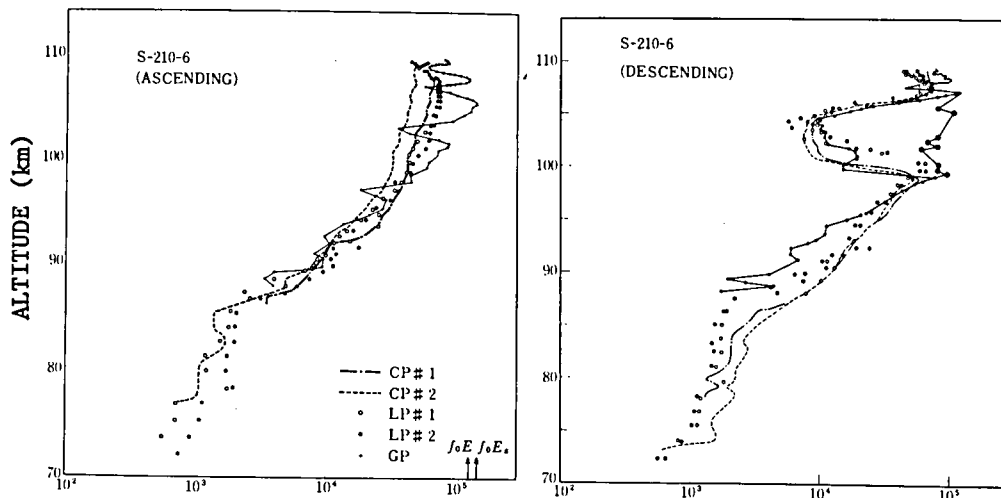 S-210-6
(ASCENDING)
ALTITUDE (km)
110
100
90
80
70
10²
10³
10⁴
10⁵
CP# 1
CP# 2
LP# 1
LP# 2
GP
f₀E f₀Eₛ
S-210-6
(DESCENDING)
110
100
90
80
70
10²
10³
10⁴
10⁵